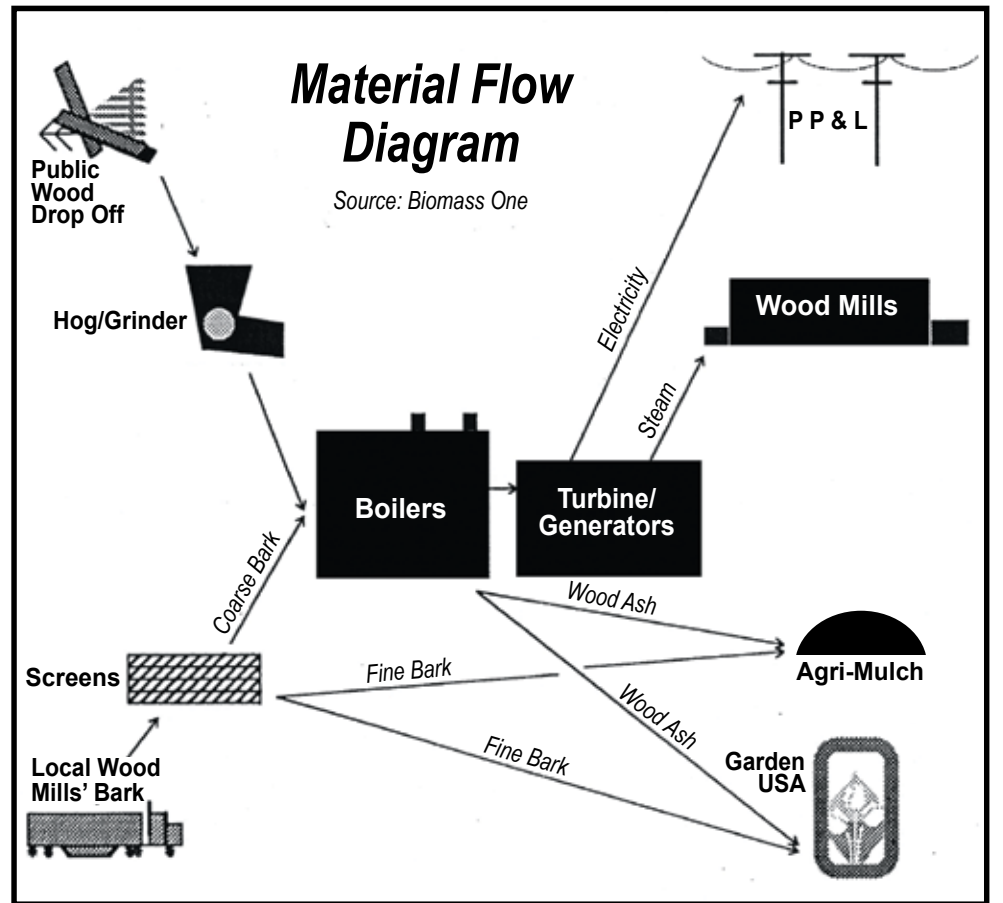 Material Flow
Diagram
Source: Biomass One
P P & L
Public
Wood
Drop Off
Hog/Grinder
Electricity
Wood Mills
Steam
Boilers
Turbine/
Generators
Coarse Bark
Wood Ash
Screens
Fine Bark
Agri-Mulch
Wood Ash
Fine Bark
Local Wood
Mills' Bark
Garden
USA